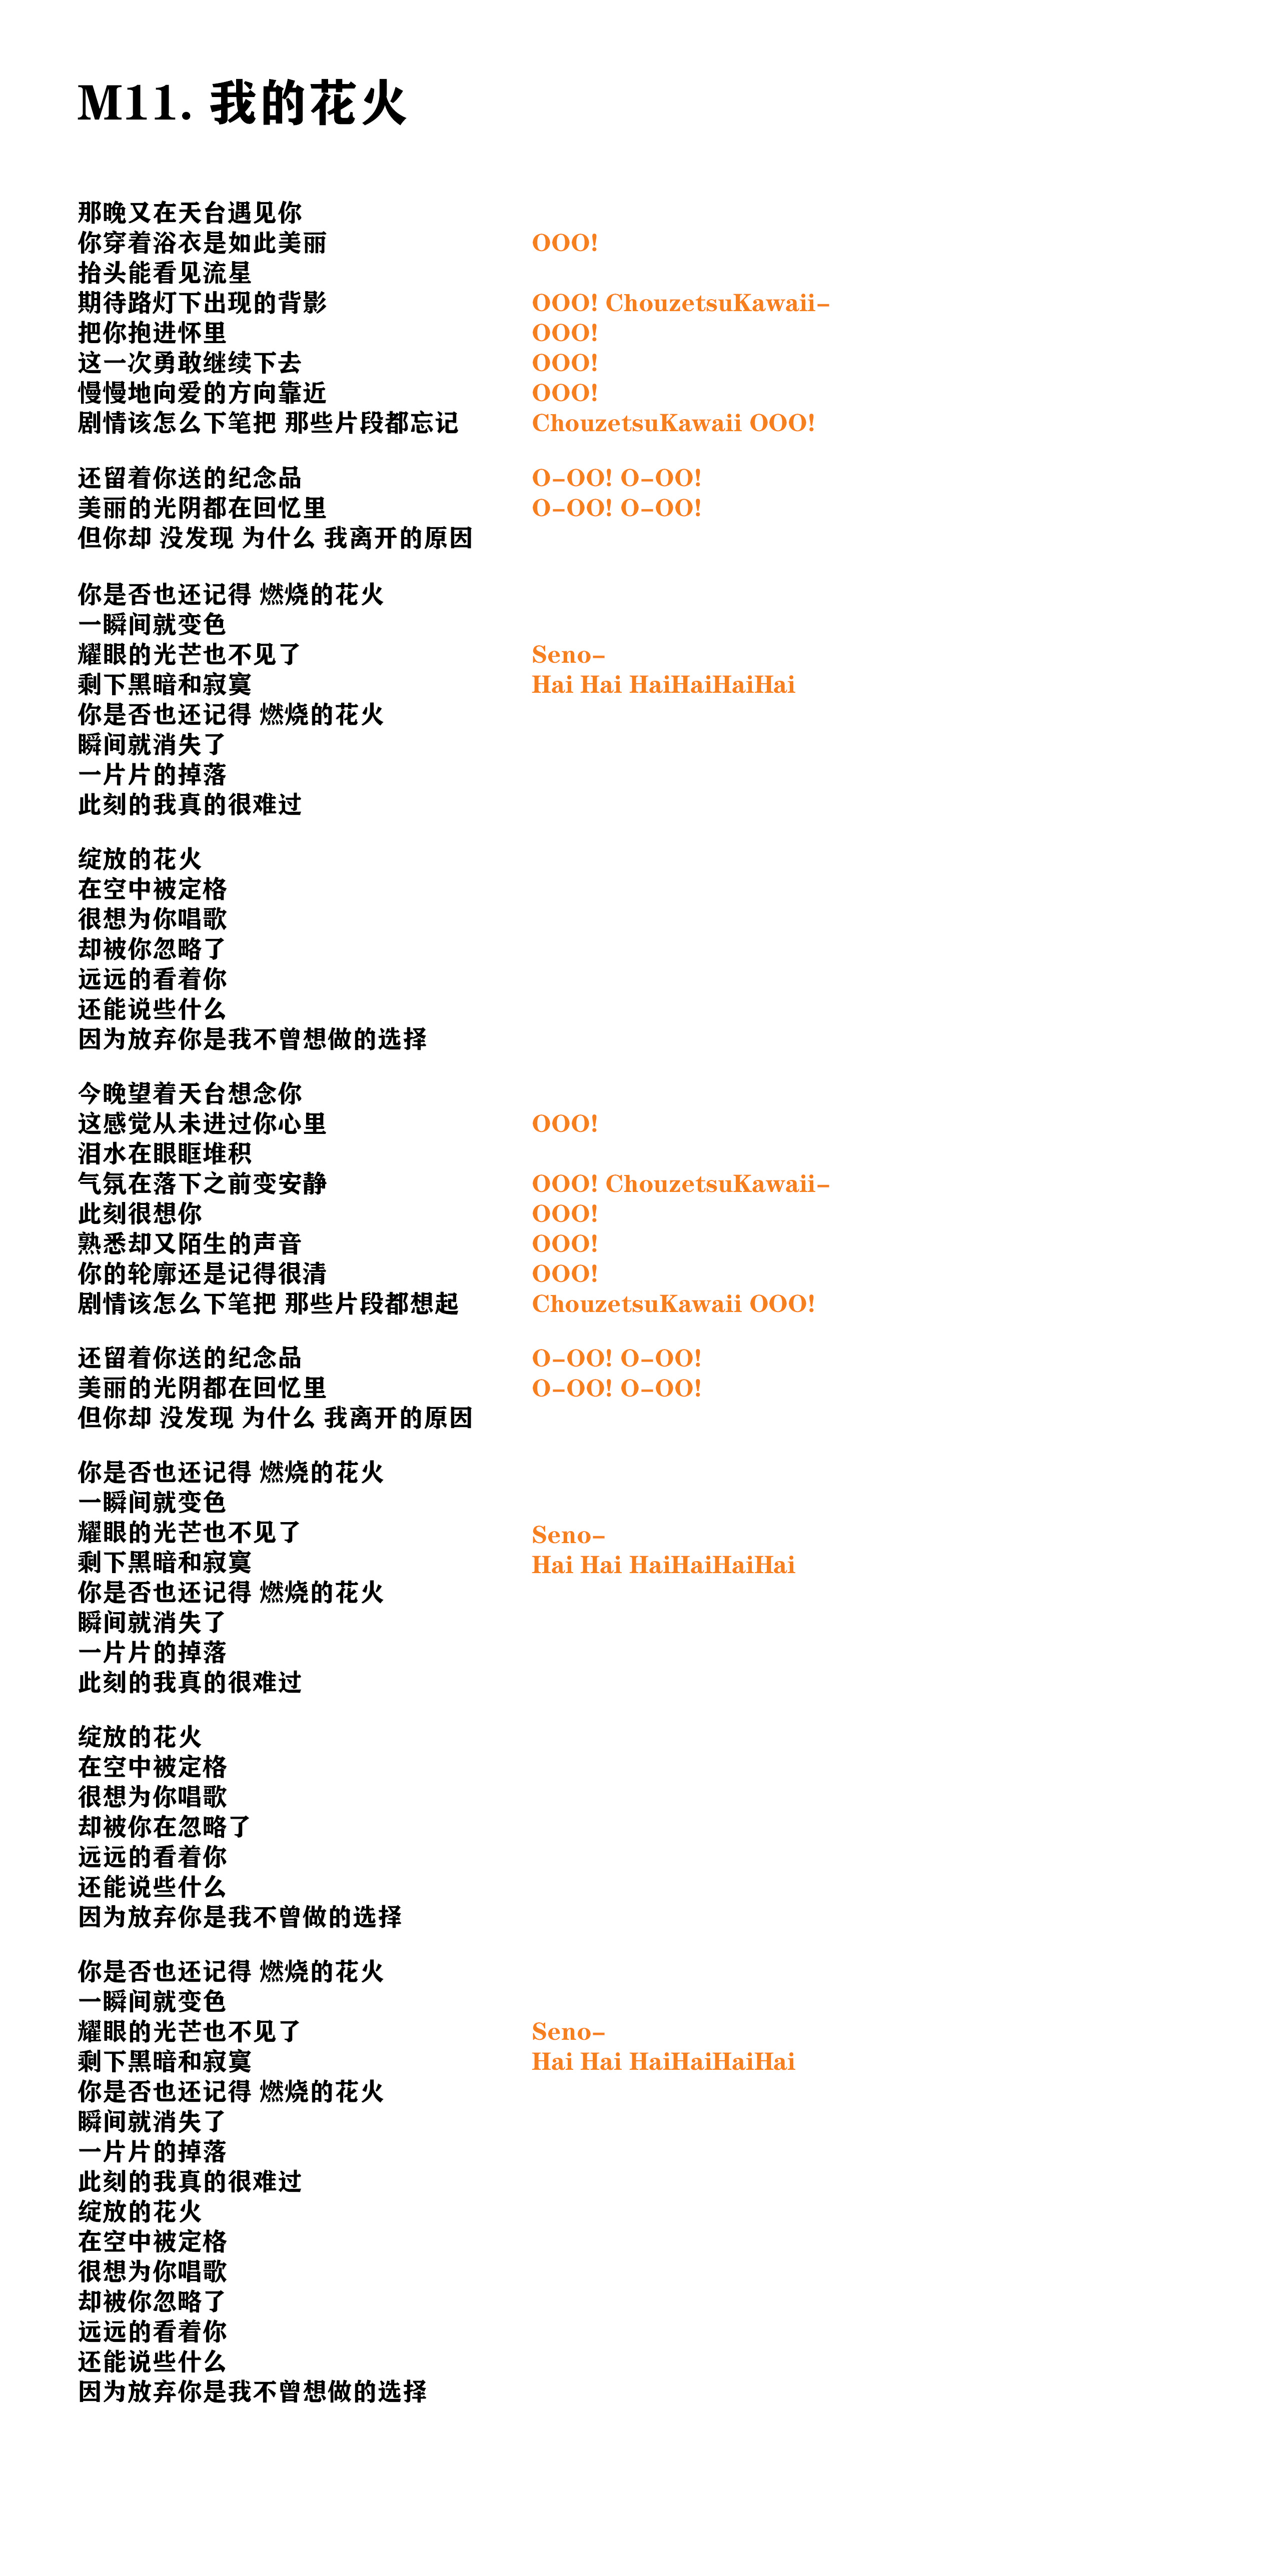 M11. 我的花火
那晚又在天台遇见你
你穿着浴衣是如此美丽 OOO!
抬头能看见流星
期待路灯下出现的背影 OOO! ChouzetsuKawaii-
把你抱进怀里 OOO!
这一次勇敢继续下去 OOO!
慢慢地向爱的方向靠近 OOO!
剧情该怎么下笔把 那些片段都忘记 ChouzetsuKawaii OOO!
还留着你送的纪念品 O-OO! O-OO!
美丽的光阴都在回忆里 O-OO! O-OO!
但你却 没发现 为什么 我离开的原因
你是否也还记得 燃烧的花火
一瞬间就变色
耀眼的光芒也不见了 Seno-
剩下黑暗和寂寞 Hai Hai HaiHaiHaiHai
你是否也还记得 燃烧的花火
瞬间就消失了
一片片的掉落
此刻的我真的很难过
绽放的花火
在空中被定格
很想为你唱歌
却被你忽略了
远远的看着你
还能说些什么
因为放弃你是我不曾想做的选择
今晚望着天台想念你
这感觉从未进过你心里 OOO!
泪水在眼眶堆积
气氛在落下之前变安静 OOO! ChouzetsuKawaii-
此刻很想你 OOO!
熟悉却又陌生的声音 OOO!
你的轮廓还是记得很清 OOO!
剧情该怎么下笔把 那些片段都想起 ChouzetsuKawaii OOO!
还留着你送的纪念品 O-OO! O-OO!
美丽的光阴都在回忆里 O-OO! O-OO!
但你却 没发现 为什么 我离开的原因
你是否也还记得 燃烧的花火
一瞬间就变色
耀眼的光芒也不见了 Seno-
剩下黑暗和寂寞 Hai Hai HaiHaiHaiHai
你是否也还记得 燃烧的花火
瞬间就消失了
一片片的掉落
此刻的我真的很难过
绽放的花火
在空中被定格
很想为你唱歌
却被你在忽略了
远远的看着你
还能说些什么
因为放弃你是我不曾做的选择
你是否也还记得 燃烧的花火
一瞬间就变色
耀眼的光芒也不见了 Seno-
剩下黑暗和寂寞 Hai Hai HaiHaiHaiHai
你是否也还记得 燃烧的花火
瞬间就消失了
一片片的掉落
此刻的我真的很难过
绽放的花火
在空中被定格
很想为你唱歌
却被你忽略了
远远的看着你
还能说些什么
因为放弃你是我不曾想做的选择